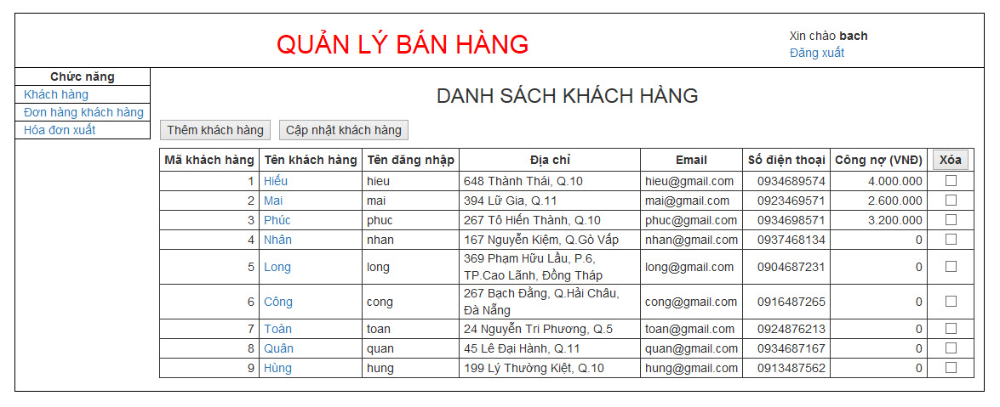 QUẢN LÝ BÁN HÀNG
Xin chào bach
Đăng xuất
Chức năng
Khách hàng
Đơn hàng khách hàng
Hóa đơn xuất
DANH SÁCH KHÁCH HÀNG
Thêm khách hàng Cập nhật khách hàng
Mã khách hàng Tên khách hàng Tên đăng nhập Địa chỉ Email Số điện thoại Công nợ (VNĐ) Xóa
1 Hiếu hieu 648 Thành Thái, Q.10 hieu@gmail.com 0934689574 4.000.000
2 Mai mai 394 Lữ Gia, Q.11 mai@gmail.com 0923469571 2.600.000
3 Phúc phuc 267 Tô Hiến Thành, Q.10 phuc@gmail.com 0934698571 3.200.000
4 Nhân nhan 167 Nguyễn Kiệm, Q.Gò Vấp nhan@gmail.com 0937468134 0
5 Long long 369 Phạm Hữu Lầu, P.6, long@gmail.com 0904687231 0
TP.Cao Lãnh, Đồng Tháp
6 Công cong 267 Bạch Đằng, Q.Hải Châu, cong@gmail.com 0916487265 0
Đà Nẵng
7 Toàn toan 24 Nguyễn Tri Phương, Q.5 toan@gmail.com 0924876213 0
8 Quân quan 45 Lê Đại Hành, Q.11 quan@gmail.com 0934687167 0
9 Hùng hung 199 Lý Thường Kiệt, Q.10 hung@gmail.com 0913487562 0